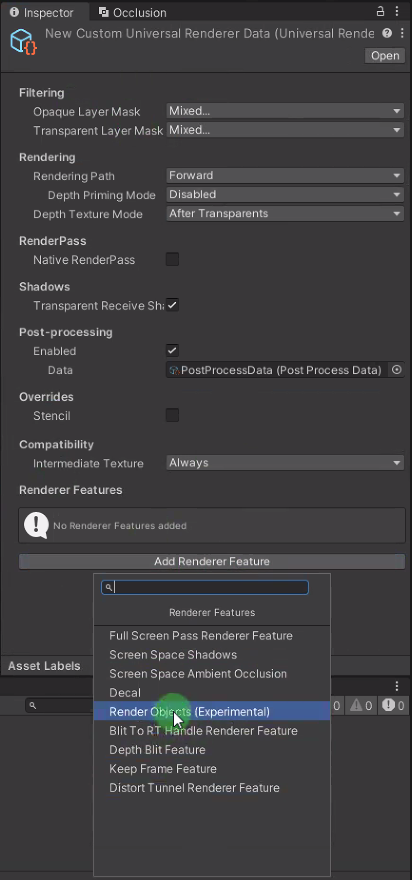 Inspector
Occlusion
New Custom Universal Renderer Data (Universal Rende
Open
Filtering
Opaque Layer Mask Mixed...
Transparent Layer Mask Mixed...
Rendering
Rendering Path Forward
Depth Priming Mode Disabled
Depth Texture Mode After Transparents
RenderPass
Native RenderPass
Shadows
Transparent Receive Sha
Post-processing
Enabled
Data PostProcessData (Post Process Data)
Overrides
Stencil
Compatibility
Intermediate Texture Always
Renderer Features
No Renderer Features added
Add Renderer Feature
Renderer Features
Full Screen Pass Renderer Feature
Screen Space Shadows
Asset Labels
Screen Space Ambient Occlusion
Decal
Render Objects (Experimental)
0 0 0
Blit To RT Handle Renderer Feature
Depth Blit Feature
Keep Frame Feature
Distort Tunnel Renderer Feature